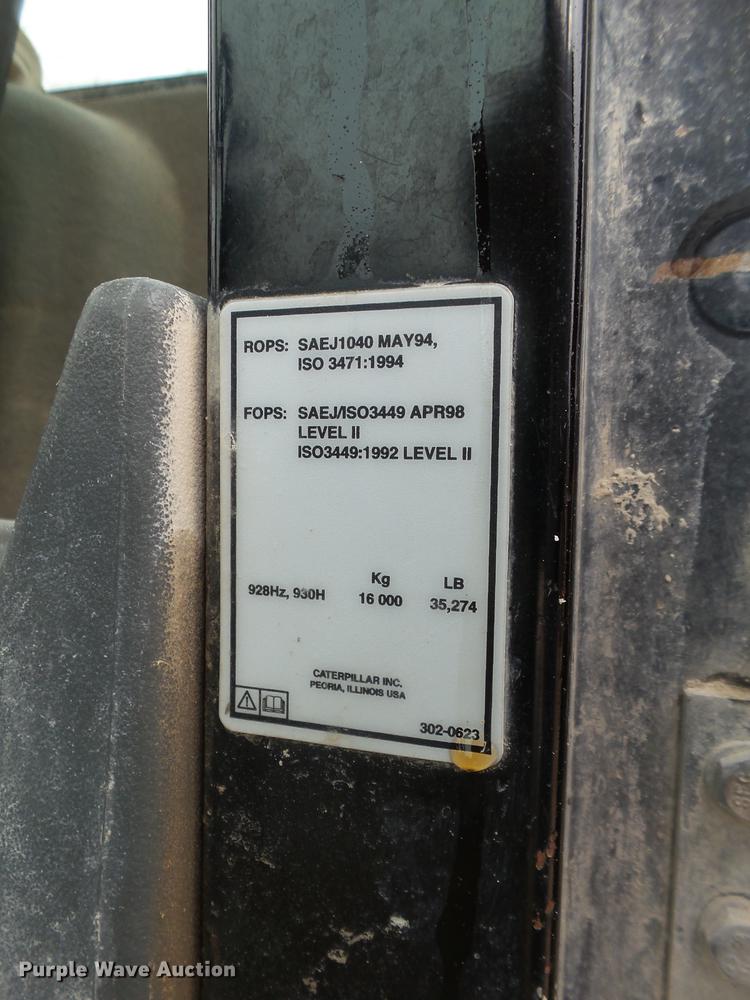 ROPS: SAEJ1040 MAY94,
ISO 3471:1994
FOPS: SAEJ/ISO3449 APR98
LEVEL II
ISO3449:1992 LEVEL II
Kg LB
928Hz, 930H 16 000 35,274
CATERPILLAR INC.
PEORIA, ILLINOIS USA
302-0623
Purple Wave Auction